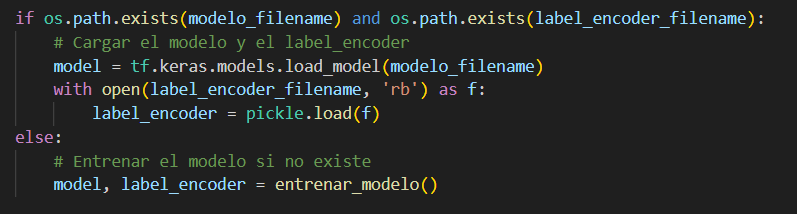 if os.path.exists(modelo_filename) and os.path.exists(label_encoder_filename):
    # Cargar el modelo y el label_encoder
    model = tf.keras.models.load_model(modelo_filename)
    with open(label_encoder_filename, 'rb') as f:
        label_encoder = pickle.load(f)
else:
    # Entrenar el modelo si no existe
    model, label_encoder = entrenar_modelo()